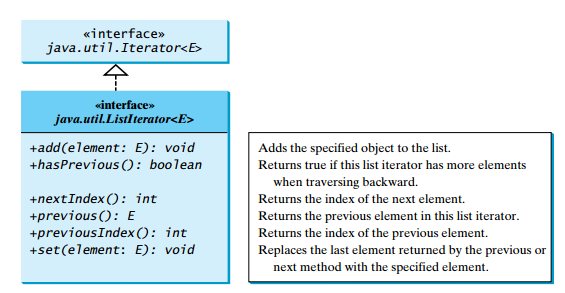 «interface»
java.util.Iterator<E>
«interface»
java.util.ListIterator<E>
+add(element: E): void
+hasPrevious(): boolean
+nextIndex(): int
+previous(): E
+previousIndex(): int
+set(element: E): void
Adds the specified object to the list.
Returns true if this list iterator has more elements
when traversing backward.
Returns the index of the next element.
Returns the previous element in this list iterator.
Returns the index of the previous element.
Replaces the last element returned by the previous or
next method with the specified element.